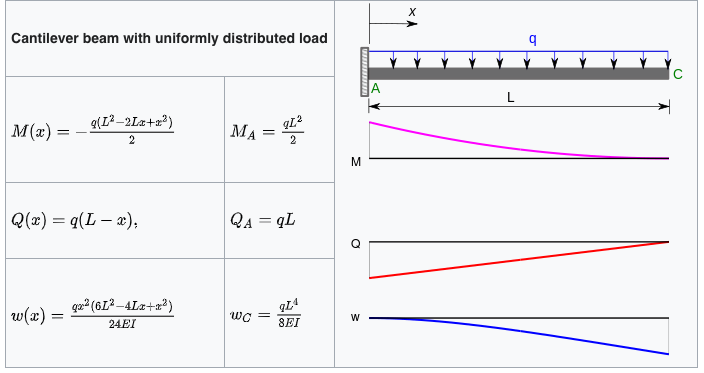 Cantilever beam with uniformly distributed load
M(x) = −q(L²−2Lx+x²)/2
M_A = qL²/2
Q(x) = q(L − x),
Q_A = qL
w(x) = qx²(6L²−4Lx+x²)/24EI
w_C = qL⁴/8EI
x
q
C
A
L
M
Q
w